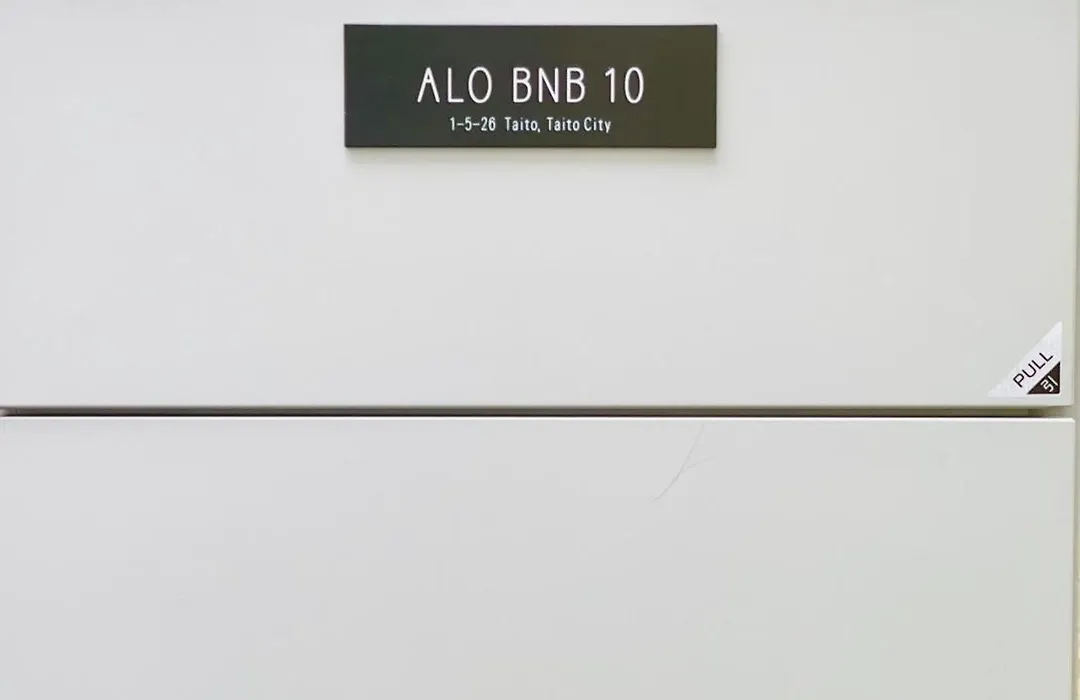 ALO BNB 10
1-5-26 Taito, Taito City
PULL
引